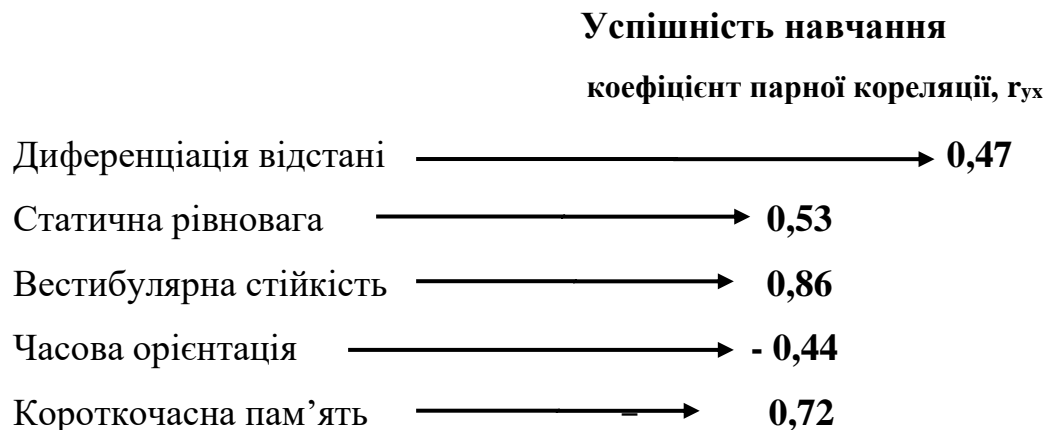 Успішність навчання
коефіцієнт парної кореляції, rух
Диференціація відстані 0,47
Статична рівновага 0,53
Вестибулярна стійкість 0,86
Часова орієнтація - 0,44
Короткочасна пам’ять – 0,72